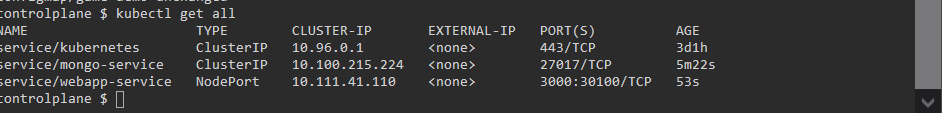 controlplane $ kubectl get all
NAME TYPE CLUSTER-IP EXTERNAL-IP PORT(S) AGE
service/kubernetes ClusterIP 10.96.0.1 <none> 443/TCP 3d1h
service/mongo-service ClusterIP 10.100.215.224 <none> 27017/TCP 5m22s
service/webapp-service NodePort 10.111.41.110 <none> 3000:30100/TCP 53s
controlplane $